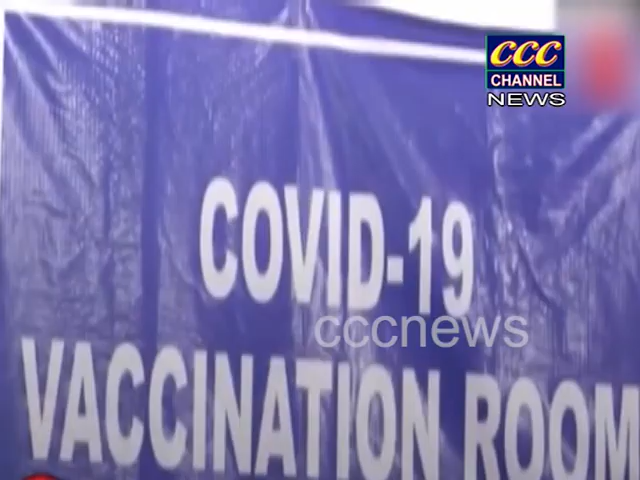 CCC
CHANNEL
NEWS
COVID-19
cccnews
VACCINATION ROOM